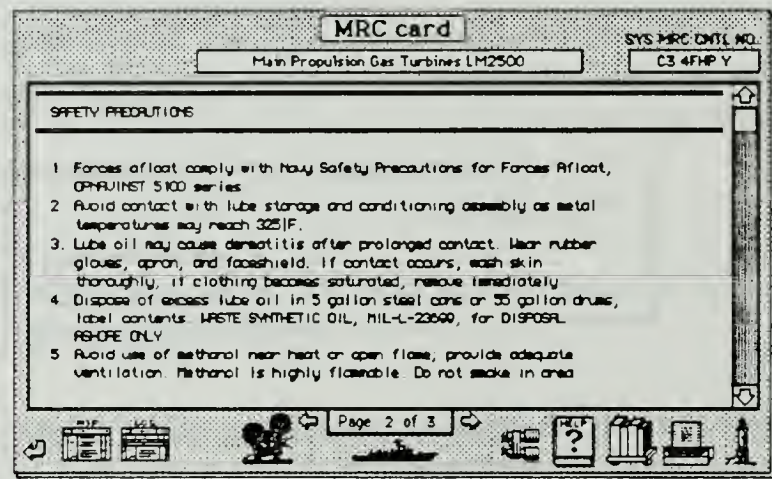 MRC card
SYS MRC CNTL NO.
Main Propulsion Gas Turbines LM2500
C3 4FHP Y
SAFETY PRECAUTIONS
1 Forces afloat comply with Navy Safety Precautions for Forces Afloat,
OPNAVINST 5100 series
2 Avoid contact with lube storage and conditioning assembly as metal
temperatures may reach 325|F.
3. Lube oil may cause dermatitis after prolonged contact. Wear rubber
gloves, apron, and faceshield. If contact occurs, wash skin
thoroughly, if clothing becomes saturated, remove immediately
4 Dispose of excess lube oil in 5 gallon steel cans or 55 gallon drums,
label contents. WASTE SYNTHETIC OIL, MIL-L-23699, for DISPOSAL
ASHORE ONLY
5 Avoid use of methanol near heat or open flame; provide adequate
ventilation. Methanol is highly flammable. Do not smoke in area
Page 2 of 3
MIP
HELP
?